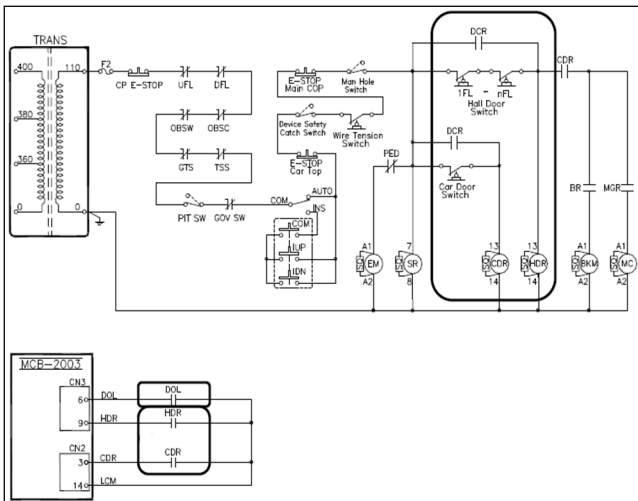 TRANS
400
380
360
0
110
0
F2
CP E-STOP
UFL
DFL
OBSW
OBSC
GTS
TSS
PIT SW
GOV SW
COM
AUTO
INS
COM
IUP
IDN
E-STOP
Main COP
Man Hole
Switch
Device Safety
Catch Switch
Wire Tension
Switch
E-STOP
Car Top
PED
DCR
1FL - nFL
Hall Door
Switch
DCR
Car Door
Switch
CDR
BR
MGR
A1
EM
A2
7
SR
8
13
CDR
14
13
HDR
14
A1
BKM
A2
A1
MC
A2
MCB-2003
CN3
6
DOL
DOL
9
HDR
HDR
CN2
3
CDR
CDR
14
LCM